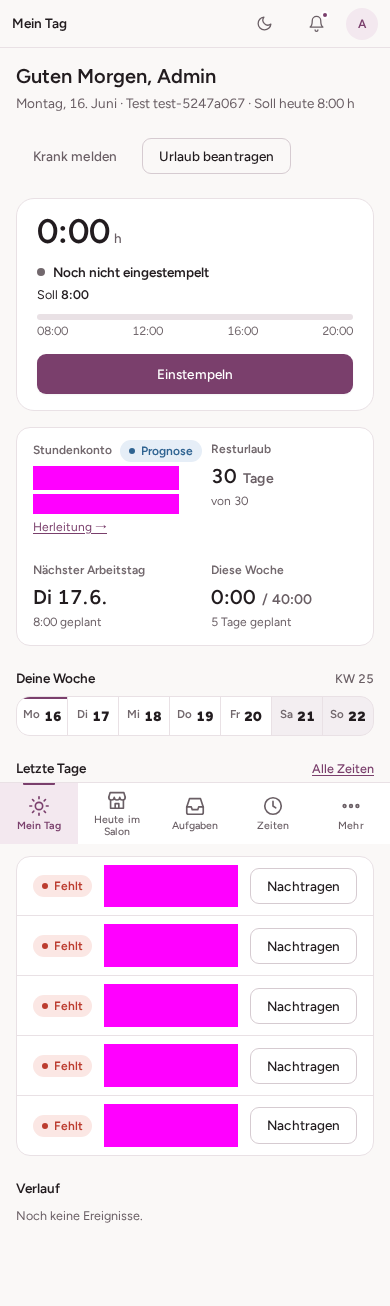 Mein Tag
A
Guten Morgen, Admin
Montag, 16. Juni · Test test-5247a067 · Soll heute 8:00 h
Krank melden
Urlaub beantragen
0:00 h
Noch nicht eingestempelt
Soll 8:00
08:00 12:00 16:00 20:00
Einstempeln
Stundenkonto Prognose
Herleitung →
Resturlaub
30 Tage
von 30
Nächster Arbeitstag
Di 17.6.
8:00 geplant
Diese Woche
0:00 / 40:00
5 Tage geplant
Deine Woche KW 25
Mo 16 Di 17 Mi 18 Do 19 Fr 20 Sa 21 So 22
Letzte Tage Alle Zeiten
Mein Tag
Heute im
Salon
Aufgaben
Zeiten
Mehr
Fehlt Nachtragen
Fehlt Nachtragen
Fehlt Nachtragen
Fehlt Nachtragen
Fehlt Nachtragen
Verlauf
Noch keine Ereignisse.